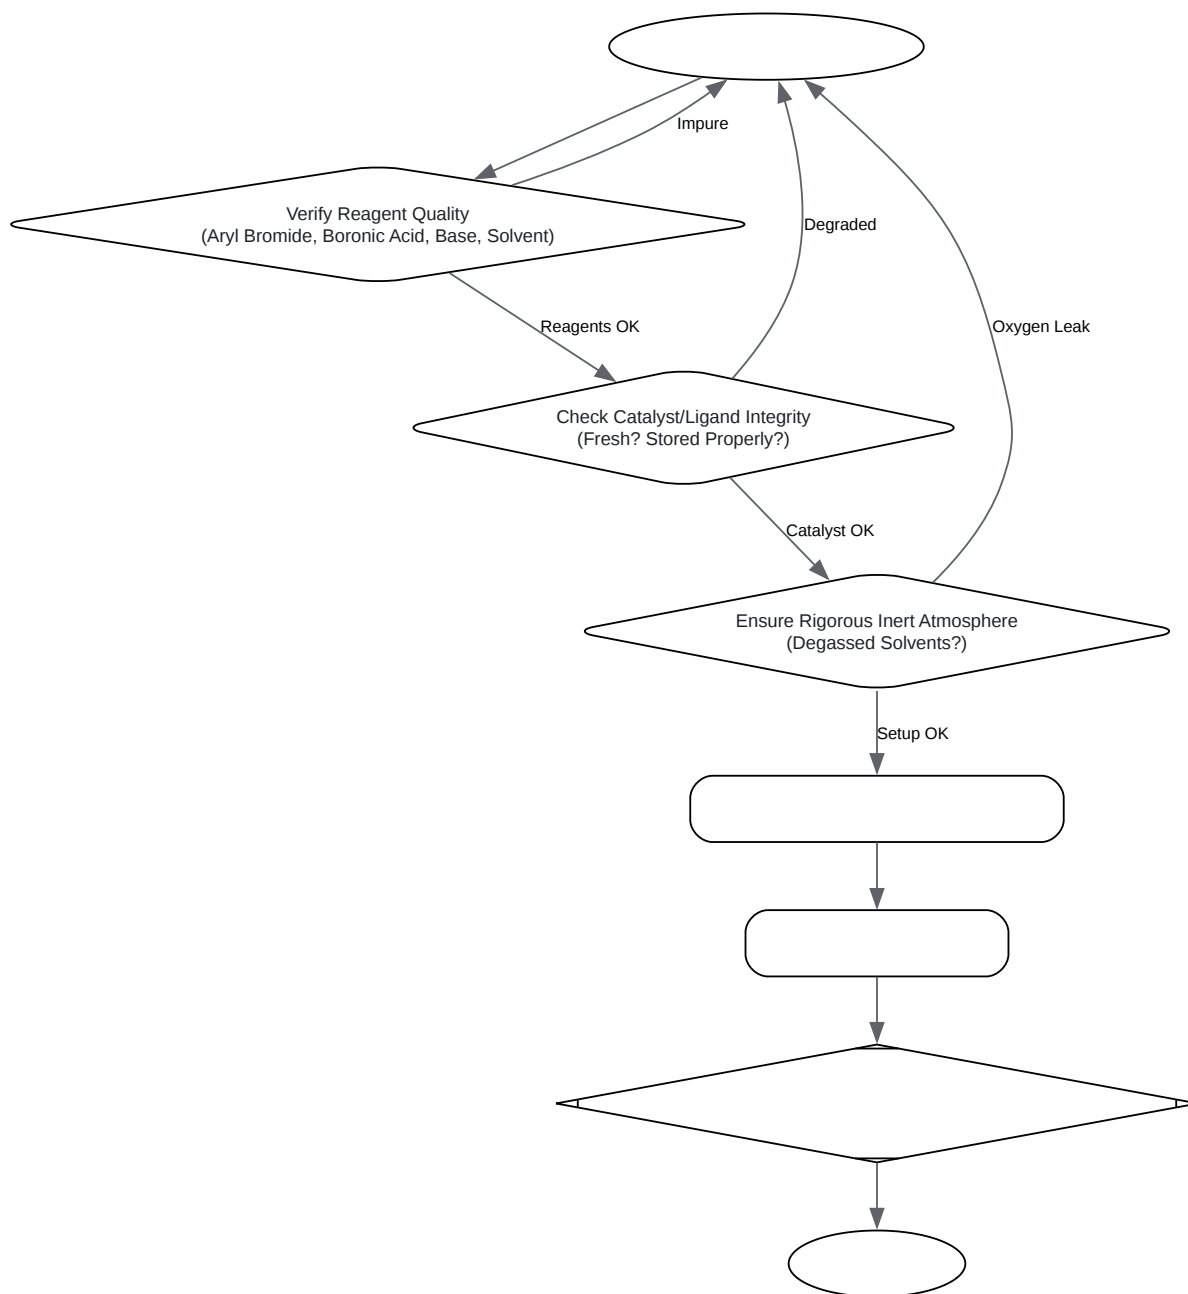 Impure
Verify Reagent Quality
(Aryl Bromide, Boronic Acid, Base, Solvent)
Degraded
Reagents OK
Oxygen Leak
Check Catalyst/Ligand Integrity
(Fresh? Stored Properly?)
Catalyst OK
Ensure Rigorous Inert Atmosphere
(Degassed Solvents?)
Setup OK